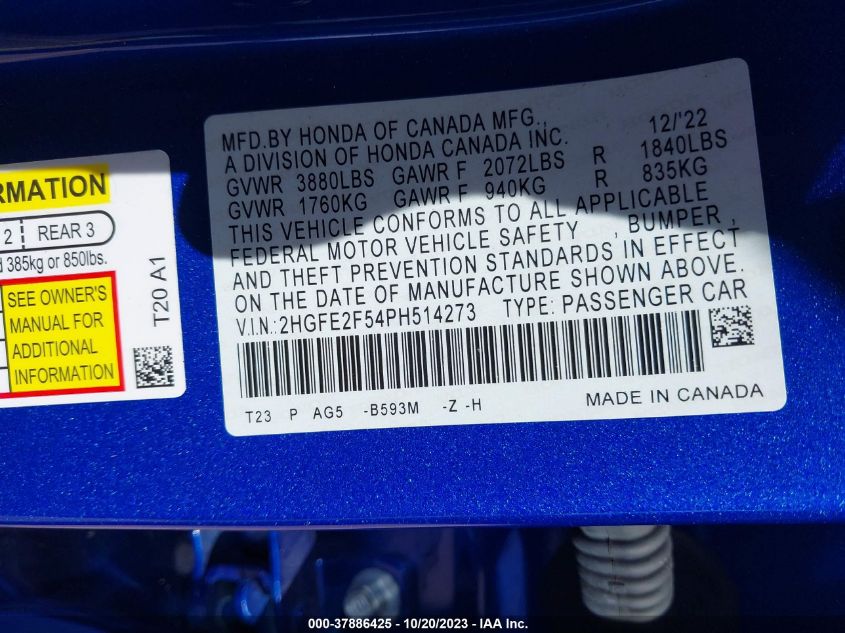 RMATION
2 REAR 3
385kg or 850lbs.
SEE OWNER'S
MANUAL FOR
ADDITIONAL
INFORMATION
T20 A1
MFD.BY HONDA OF CANADA MFG., 12/'22
A DIVISION OF HONDA CANADA INC.
GVWR 3880LBS GAWR F 2072LBS R 1840LBS
GVWR 1760KG GAWR F 940KG R 835KG
THIS VEHICLE CONFORMS TO ALL APPLICABLE
FEDERAL MOTOR VEHICLE SAFETY , BUMPER ,
AND THEFT PREVENTION STANDARDS IN EFFECT
ON THE DATE OF MANUFACTURE SHOWN ABOVE.
V.I.N.:2HGFE2F54PH514273 TYPE: PASSENGER CAR
T23 P AG5 -B593M -Z -H MADE IN CANADA
000-37886425 - 10/20/2023 - IAA Inc.